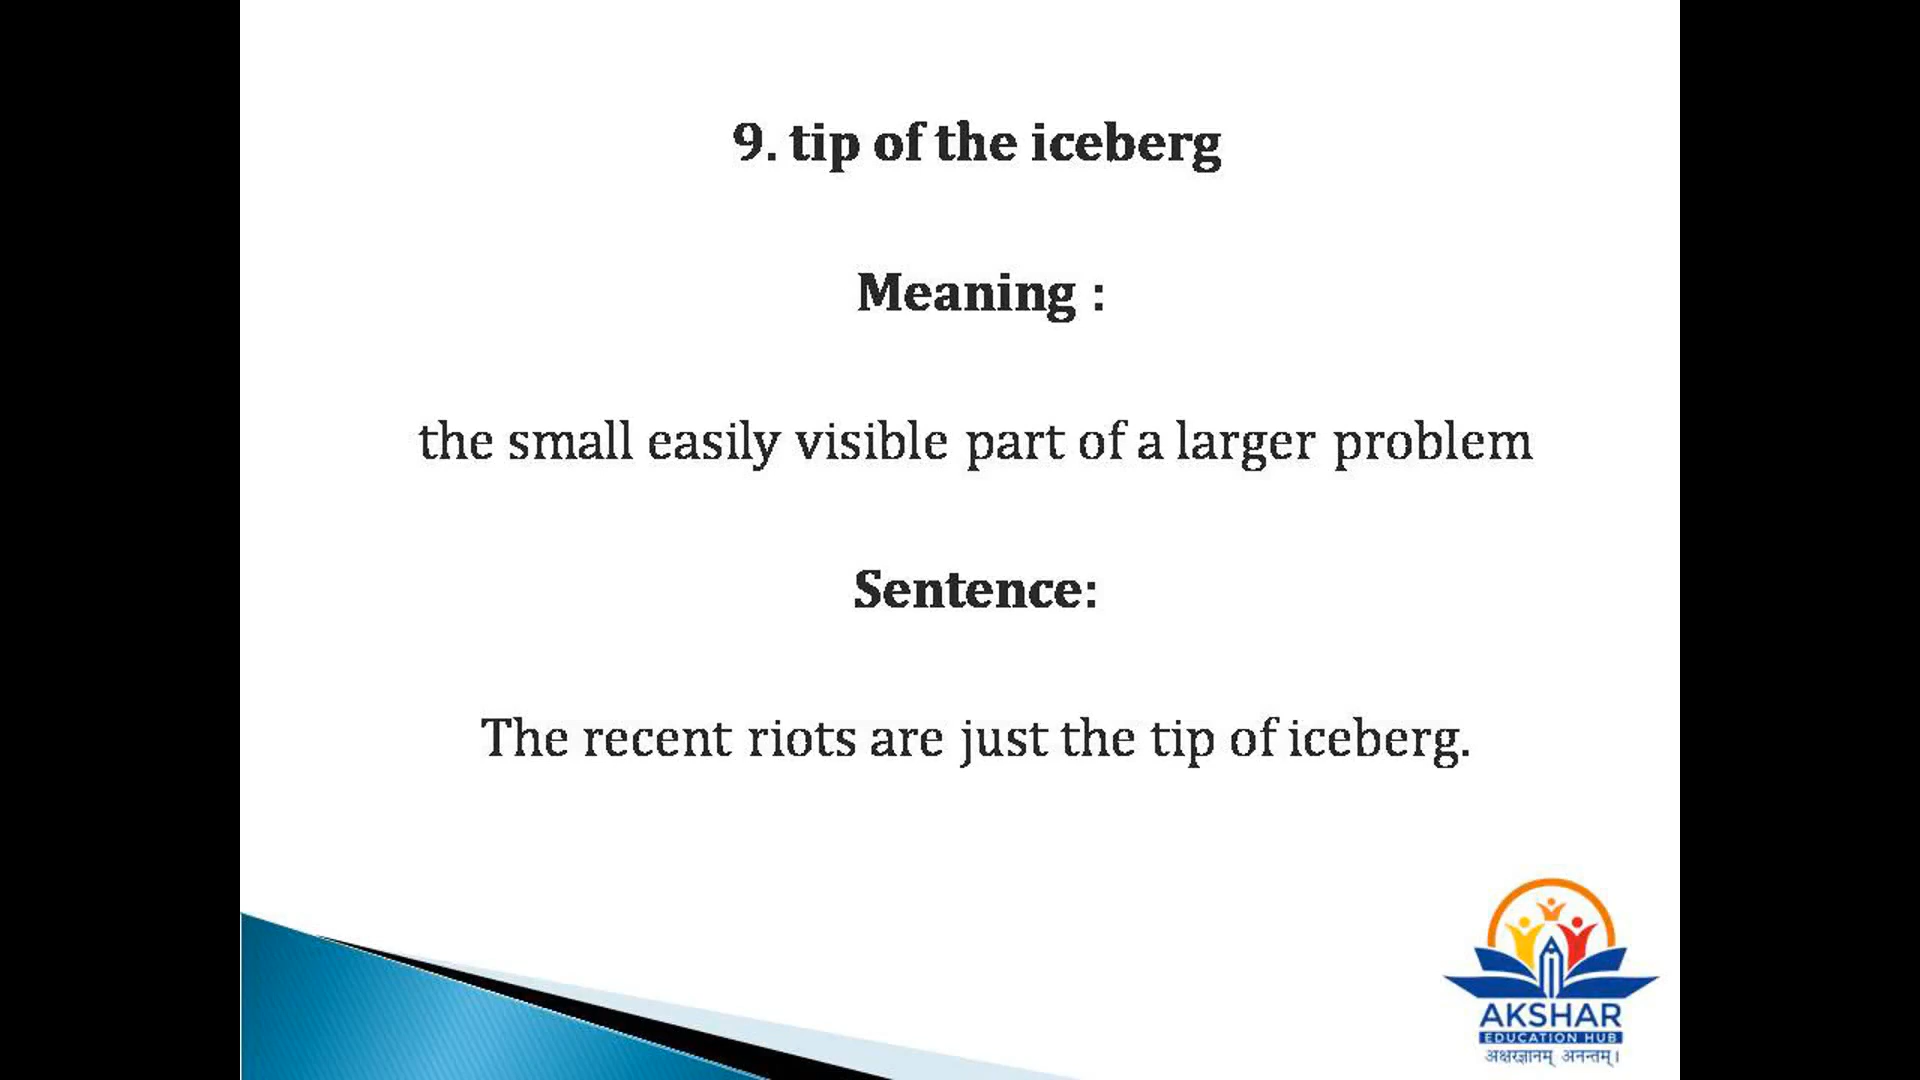 9. tip of the iceberg
Meaning :
the small easily visible part of a larger problem
Sentence:
The recent riots are just the tip of iceberg.
AKSHAR
EDUCATION HUB
अक्षरज्ञानम् अनन्तम्।